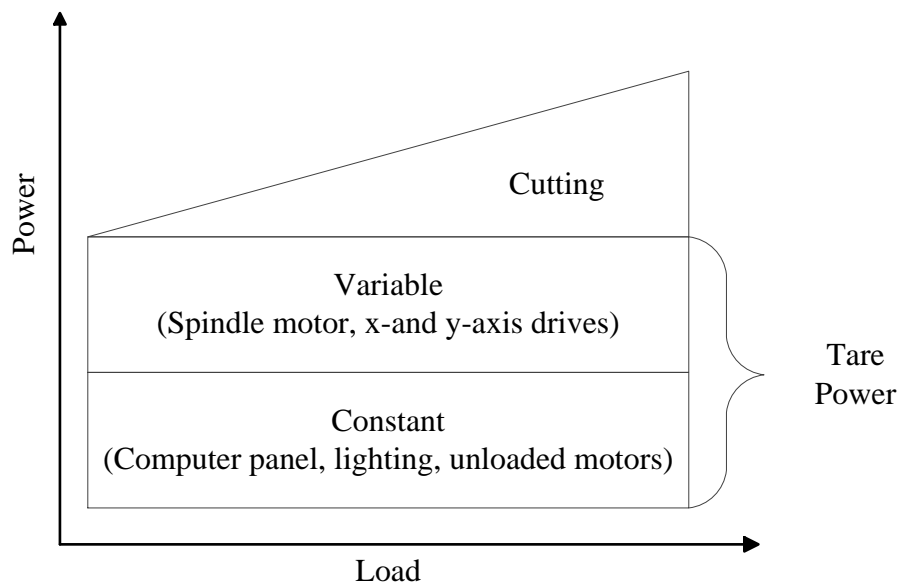 Power
Cutting
Variable
(Spindle motor, x-and y-axis drives)
Constant
(Computer panel, lighting, unloaded motors)
Tare
Power
Load